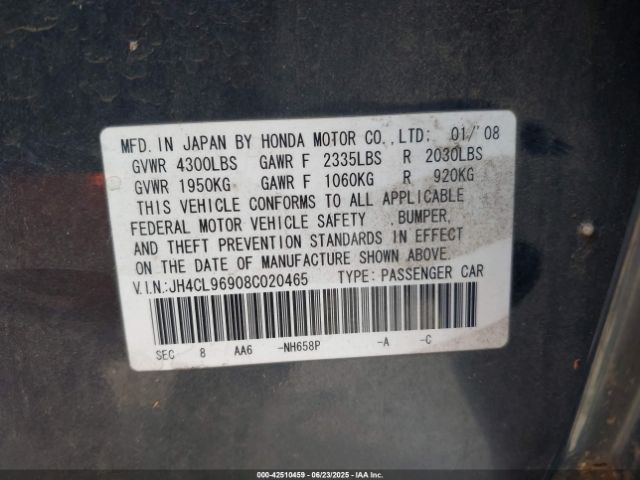 MFD. IN JAPAN BY HONDA MOTOR CO.,LTD: 01/'08
GVWR 4300LBS GAWR F 2335LBS R 2030LBS
GVWR 1950KG GAWR F 1060KG R 920KG
THIS VEHICLE CONFORMS TO ALL APPLICABLE
FEDERAL MOTOR VEHICLE SAFETY ,BUMPER,
AND THEFT PREVENTION STANDARDS IN EFFECT
ON THE DATE OF MANUFACTURE SHOWN ABOVE.
V.I.N.:JH4CL96908C020465 TYPE: PASSENGER CAR
SEC 8 AA6 -NH658P -A -C
000-42510459 - 06/23/2025 - IAAI Inc.